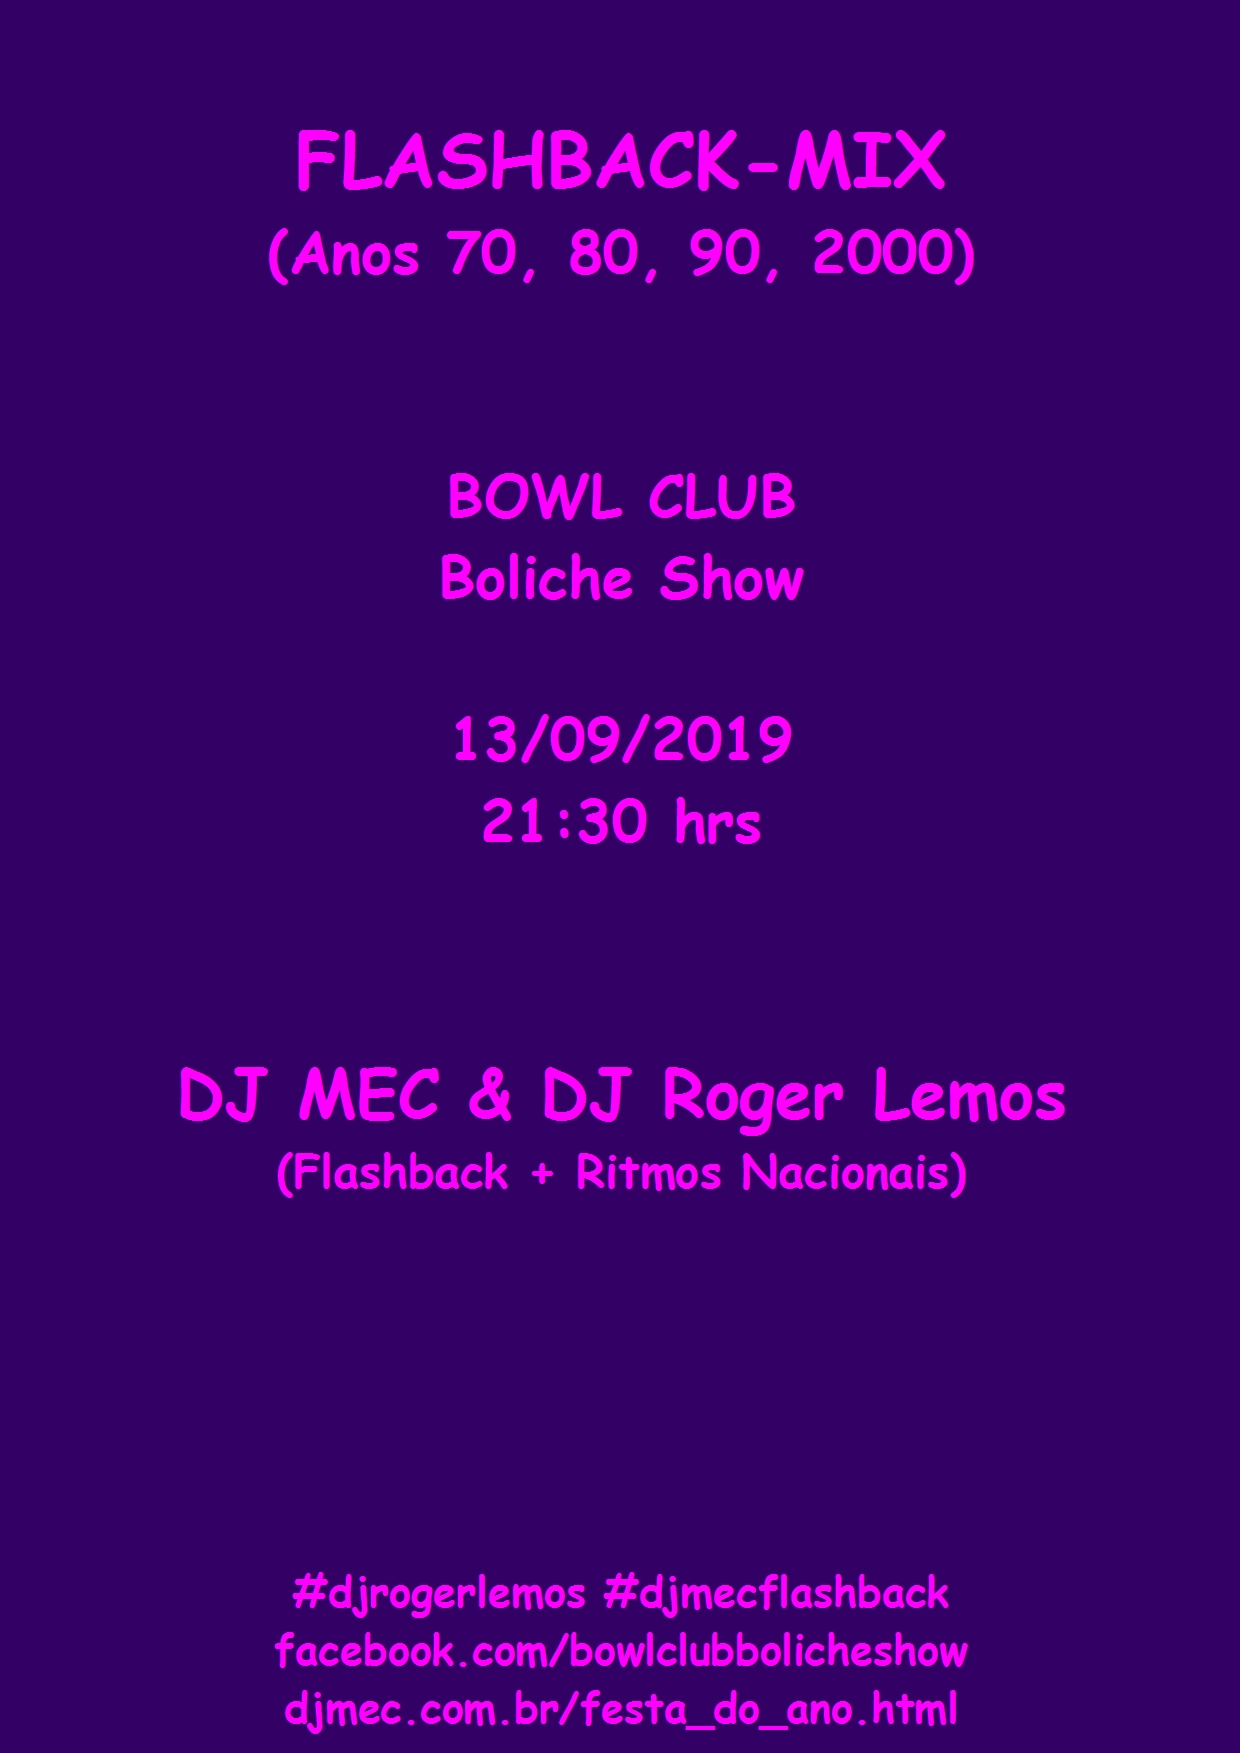 FLASHBACK-MIX
(Anos 70, 80, 90, 2000)
BOWL CLUB
Boliche Show
13/09/2019
21:30 hrs
DJ MEC & DJ Roger Lemos
(Flashback + Ritmos Nacionais)
#djrogerlemos #djmecflashback
facebook.com/bowlclubbolicheshow
djmec.com.br/festa_do_ano.html